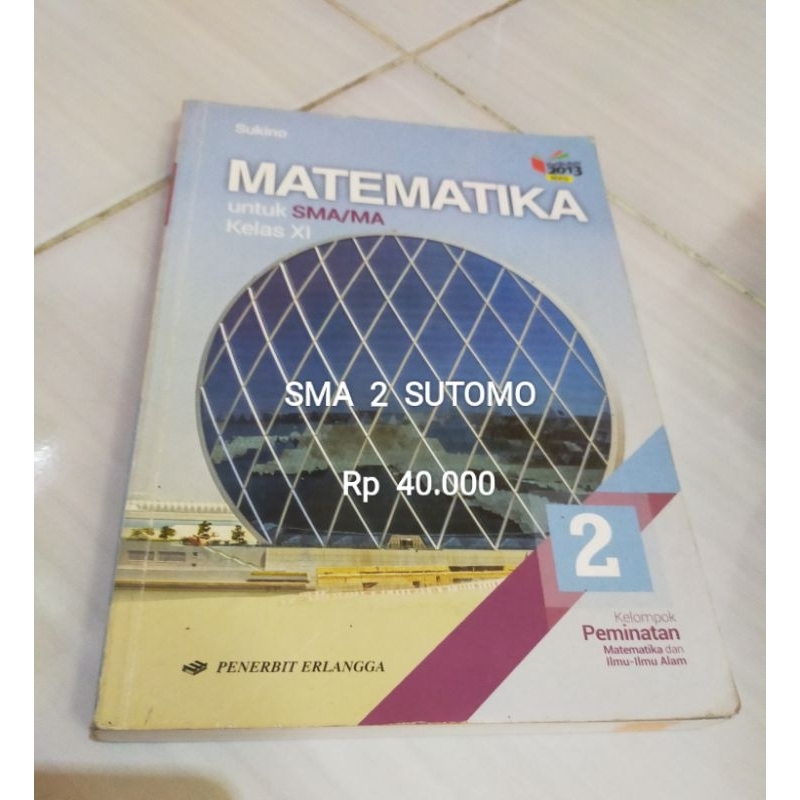 Sukino
2013
MATEMATIKA
untuk SMA/MA
Kelas XI
SMA 2 SUTOMO
Rp 40.000
2
Kelompok
Peminatan
Matematika dan
Ilmu-Ilmu Alam
PENERBIT ERLANGGA